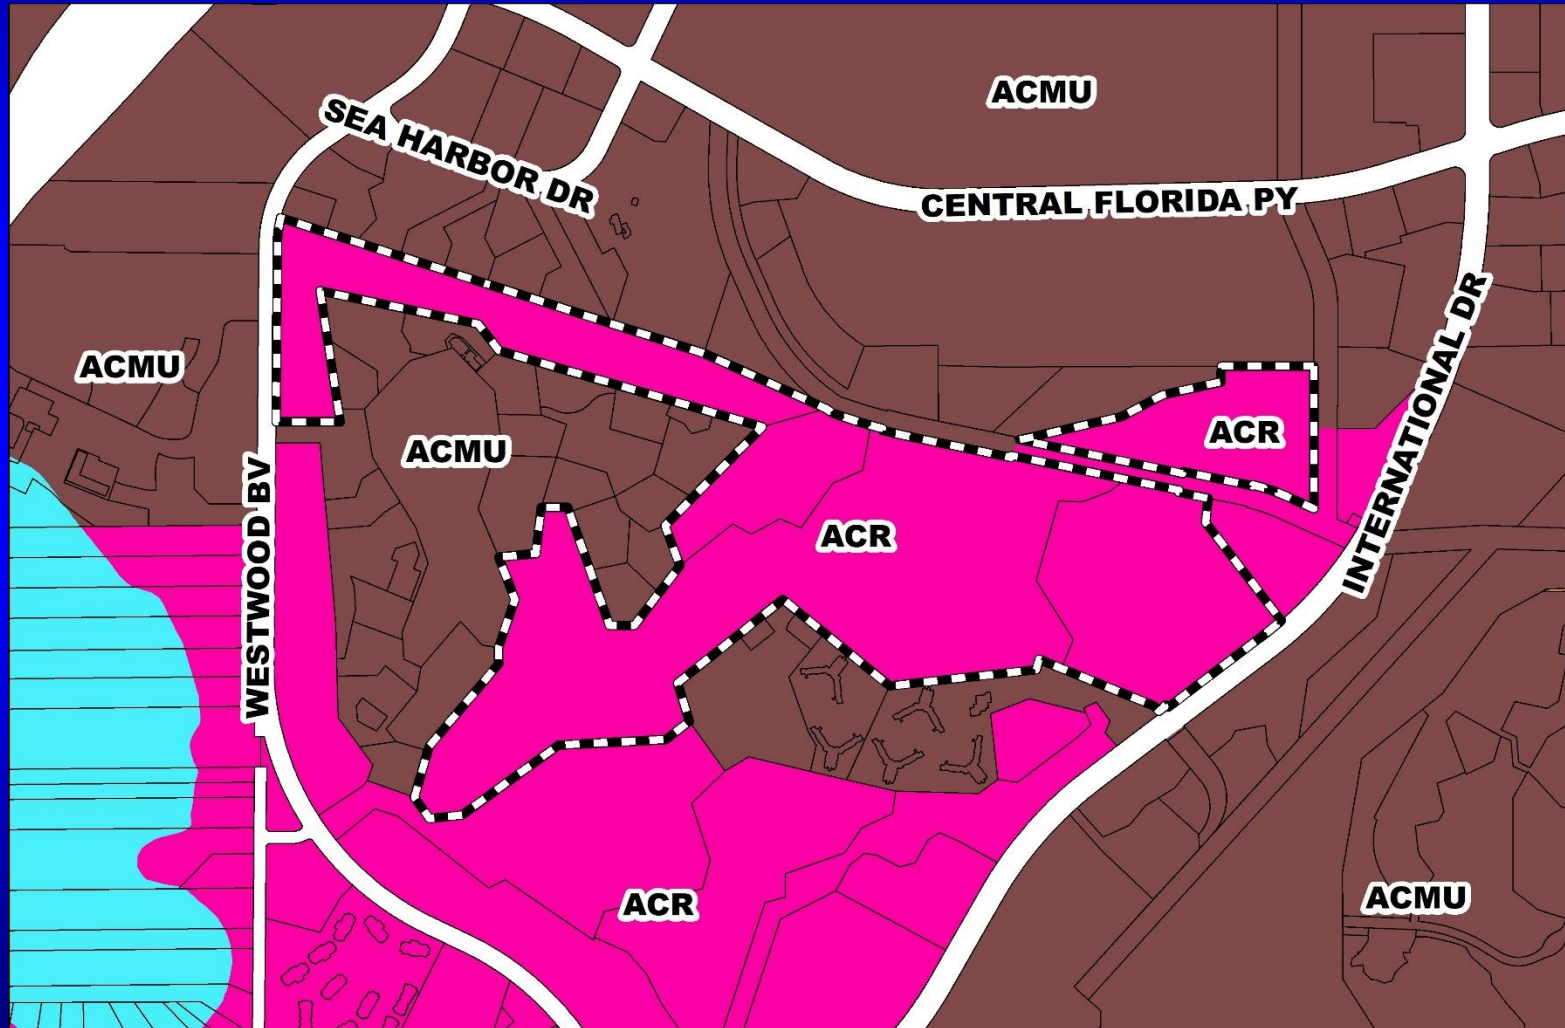 ACMU
SEA HARBOR DR
CENTRAL FLORIDA PY
INTERNATIONAL DR
ACMU
ACR
ACMU
ACR
WESTWOOD BV
ACR
ACMU